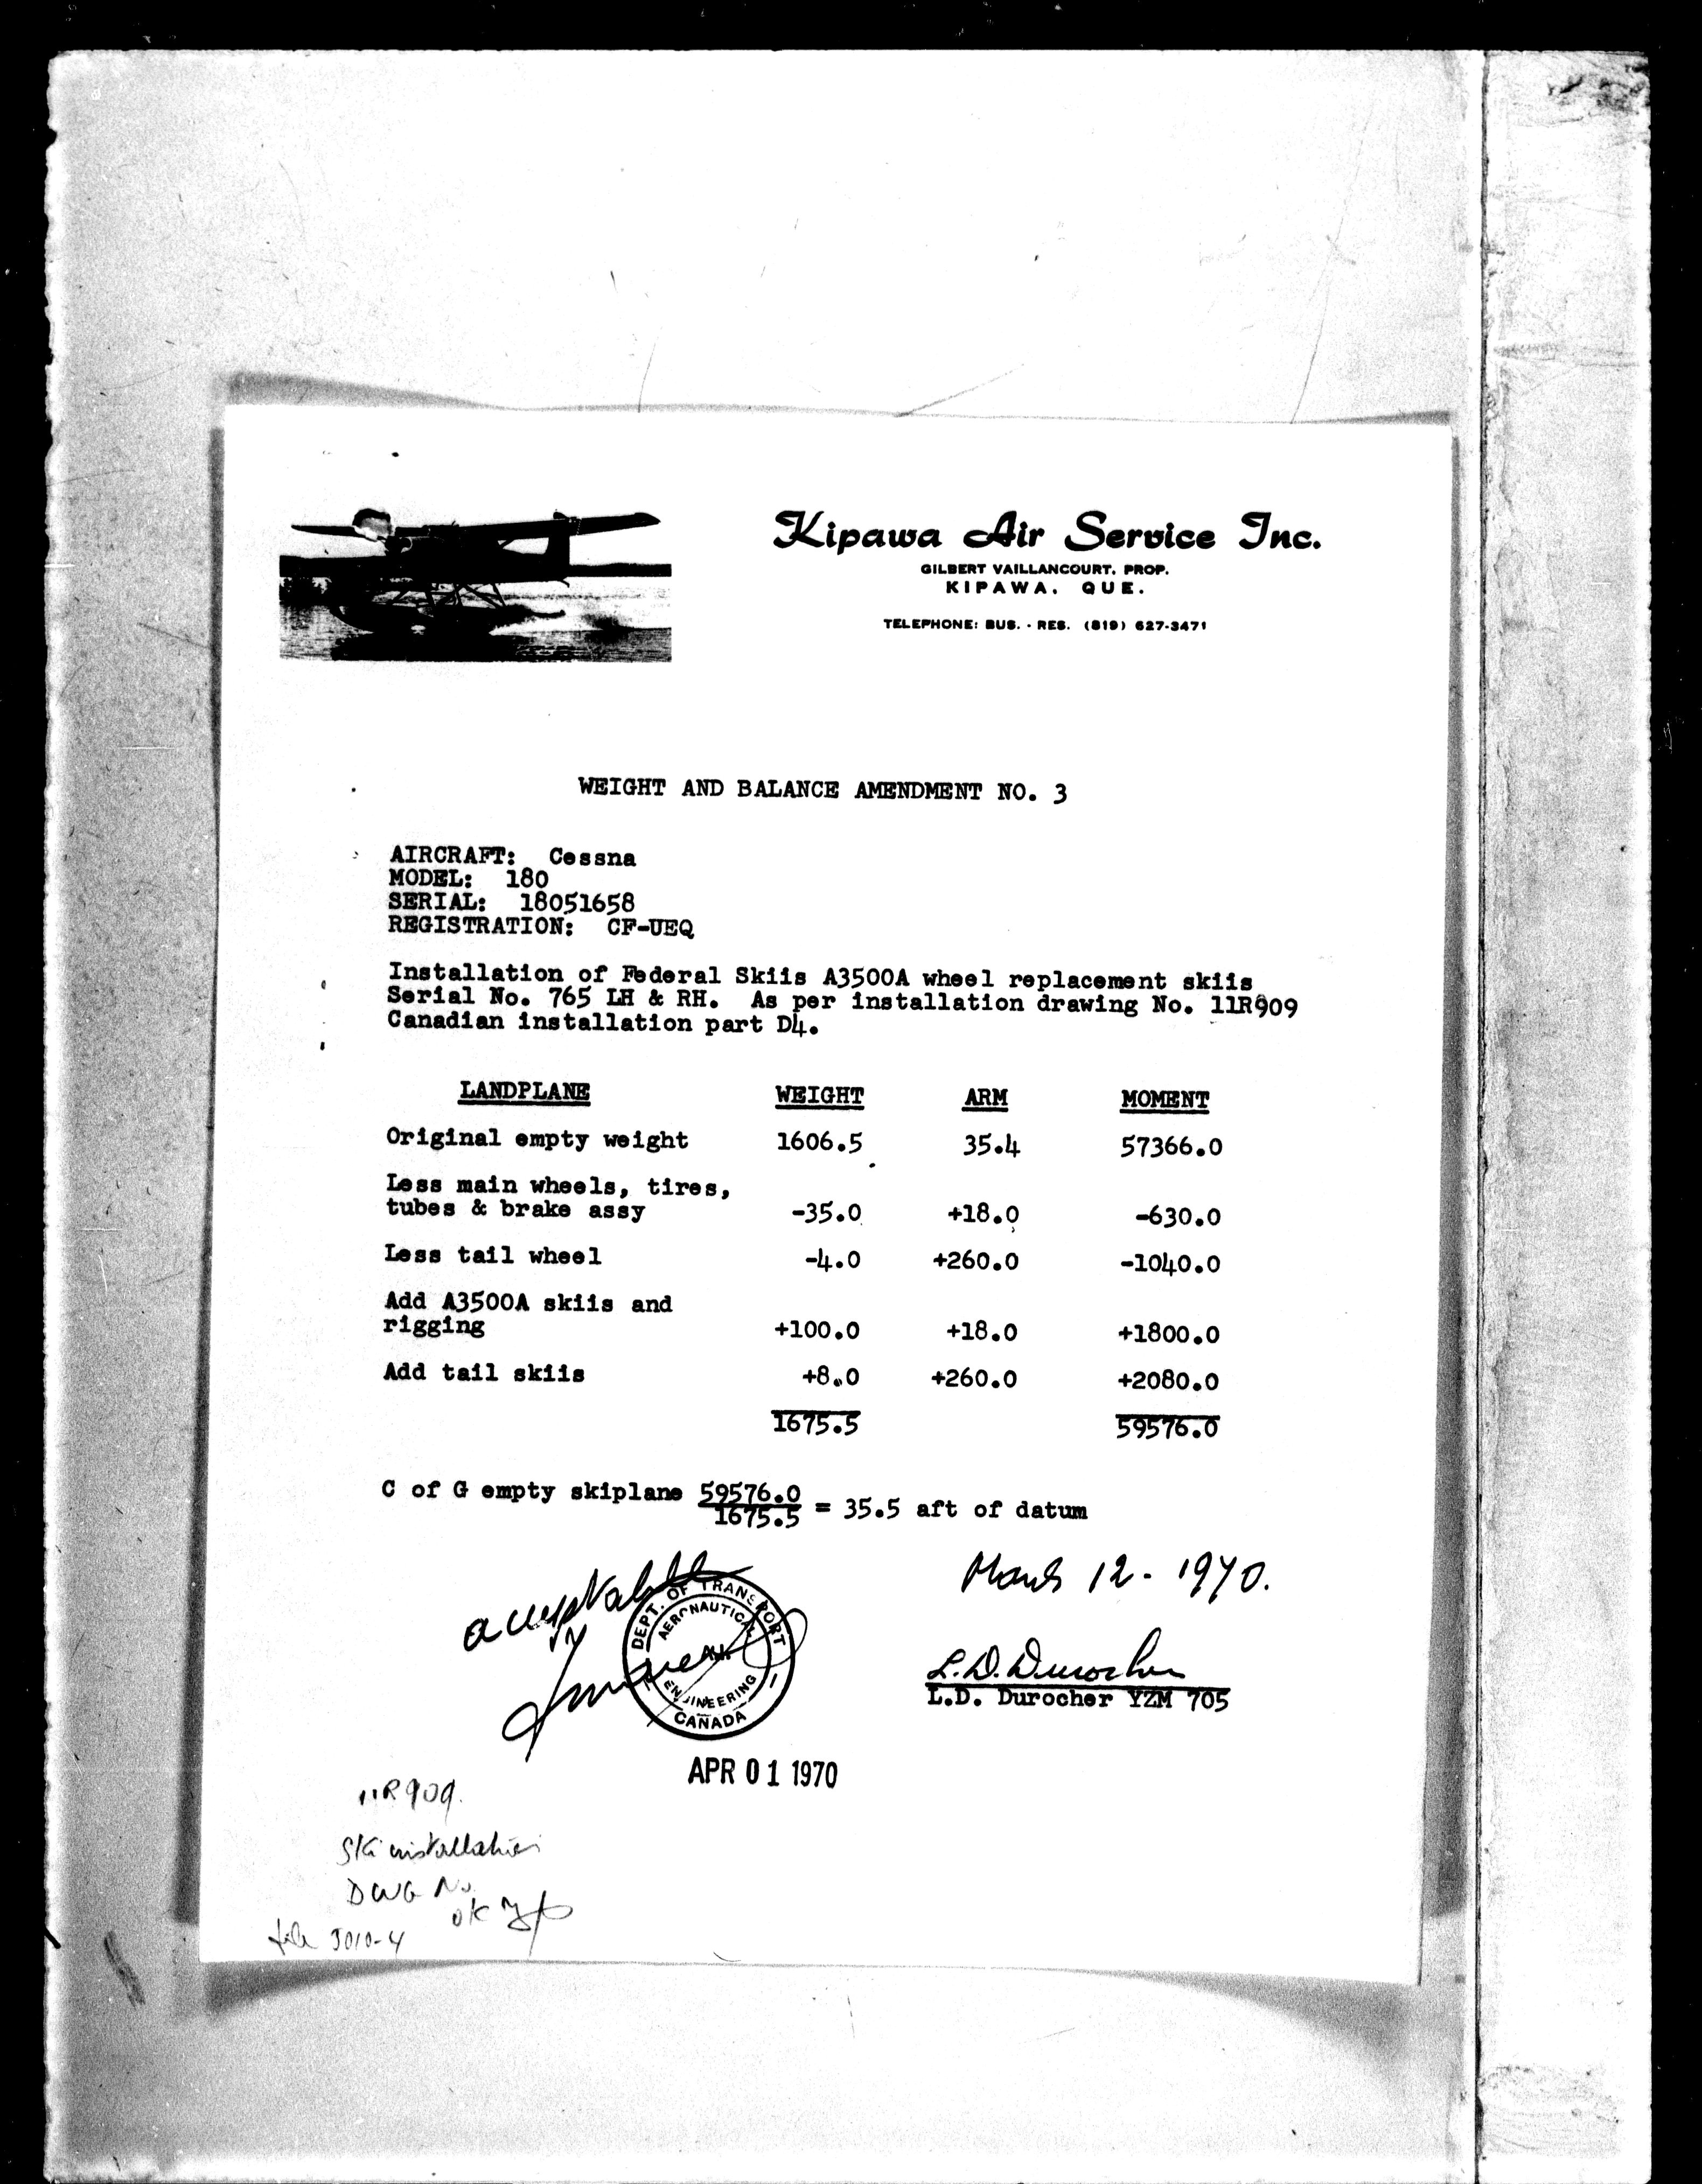 Kipawa Air Service Inc.
GILBERT VAILLANCOURT. PROP.
KIPAWA. QUE.
TELEPHONE: BUS. - RES. (819) 627-3471
WEIGHT AND BALANCE AMENDMENT NO. 3
AIRCRAFT: Cessna
MODEL: 180
SERIAL: 18051658
REGISTRATION: CF-UEQ
Installation of Federal Skiis A3500A wheel replacement skiis
Serial No. 765 LH & RH. As per installation drawing No. 11R909
Canadian installation part D4.
LANDPLANE WEIGHT ARM MOMENT
Original empty weight 1606.5 35.4 57366.0
Less main wheels, tires,
tubes & brake assy -35.0 +18.0 -630.0
Less tail wheel -4.0 +260.0 -1040.0
Add A3500A skiis and
rigging +100.0 +18.0 +1800.0
Add tail skiis +8.0 +260.0 +2080.0
1675.5 59576.0
C of G empty skiplane 59576.0
1675.5 = 35.5 aft of datum
March 12 - 1970.
acceptable
DEPT. OF TRANSPORT
AERONAUTICAL
ENGINEERING
CANADA
L.D. Durocher
L.D. Durocher YZM 705
APR 01 1970
11R909.
Ski installation
DWG No.
OK
file 5010-4